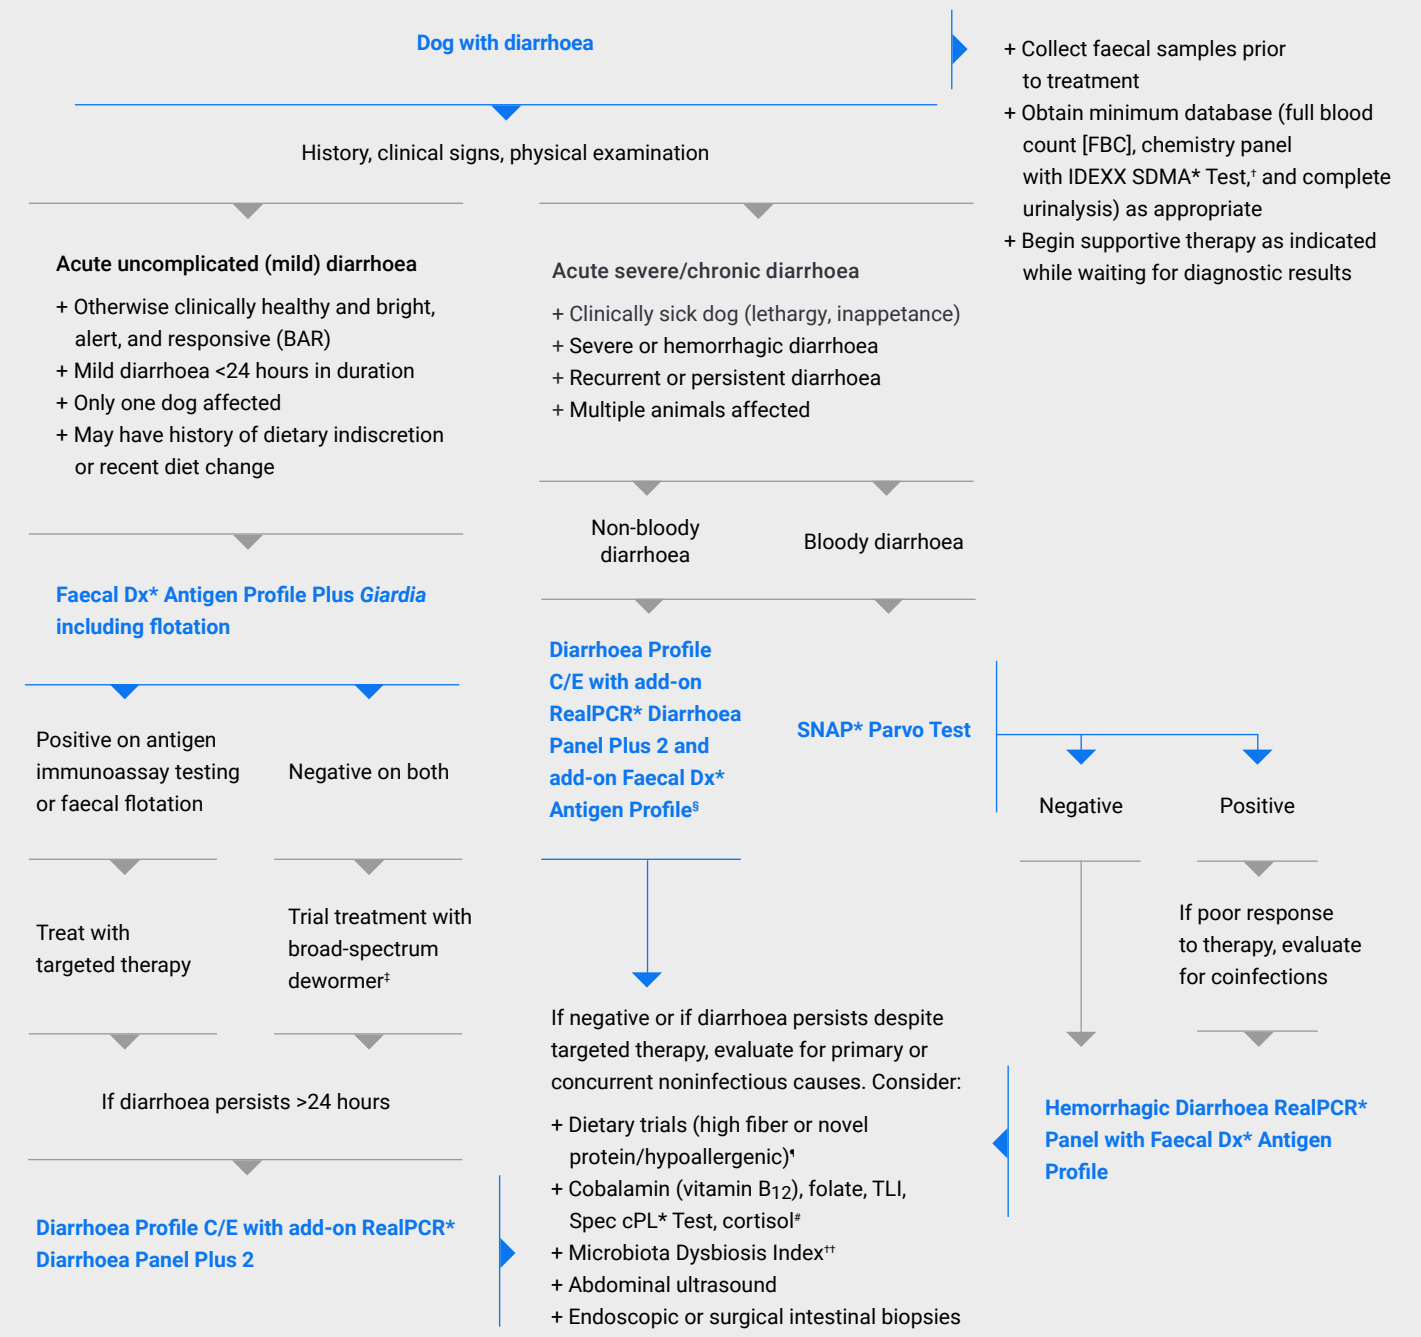 Dog with diarrhoea
+ Collect faecal samples prior
to treatment
+ Obtain minimum database (full blood
count [FBC], chemistry panel
with IDEXX SDMA* Test,† and complete
urinalysis) as appropriate
+ Begin supportive therapy as indicated
while waiting for diagnostic results
History, clinical signs, physical examination
Acute uncomplicated (mild) diarrhoea
+ Otherwise clinically healthy and bright,
alert, and responsive (BAR)
+ Mild diarrhoea <24 hours in duration
+ Only one dog affected
+ May have history of dietary indiscretion
or recent diet change
Acute severe/chronic diarrhoea
+ Clinically sick dog (lethargy, inappetance)
+ Severe or hemorrhagic diarrhoea
+ Recurrent or persistent diarrhoea
+ Multiple animals affected
Non-bloody
diarrhoea
Bloody diarrhoea
Faecal Dx* Antigen Profile Plus Giardia
including flotation
Positive on antigen
immunoassay testing
or faecal flotation
Negative on both
Treat with
targeted therapy
Trial treatment with
broad-spectrum
dewormer‡
If diarrhoea persists >24 hours
Diarrhoea Profile C/E with add-on RealPCR*
Diarrhoea Panel Plus 2
Diarrhoea Profile
C/E with add-on
RealPCR* Diarrhoea
Panel Plus 2 and
add-on Faecal Dx*
Antigen Profile§
SNAP* Parvo Test
Negative
Positive
If poor response
to therapy, evaluate
for coinfections
Hemorrhagic Diarrhoea RealPCR*
Panel with Faecal Dx* Antigen
Profile
If negative or if diarrhoea persists despite
targeted therapy, evaluate for primary or
concurrent noninfectious causes. Consider:
+ Dietary trials (high fiber or novel
protein/hypoallergenic)¶
+ Cobalamin (vitamin B12), folate, TLI,
Spec cPL* Test, cortisol#
+ Microbiota Dysbiosis Index††
+ Abdominal ultrasound
+ Endoscopic or surgical intestinal biopsies